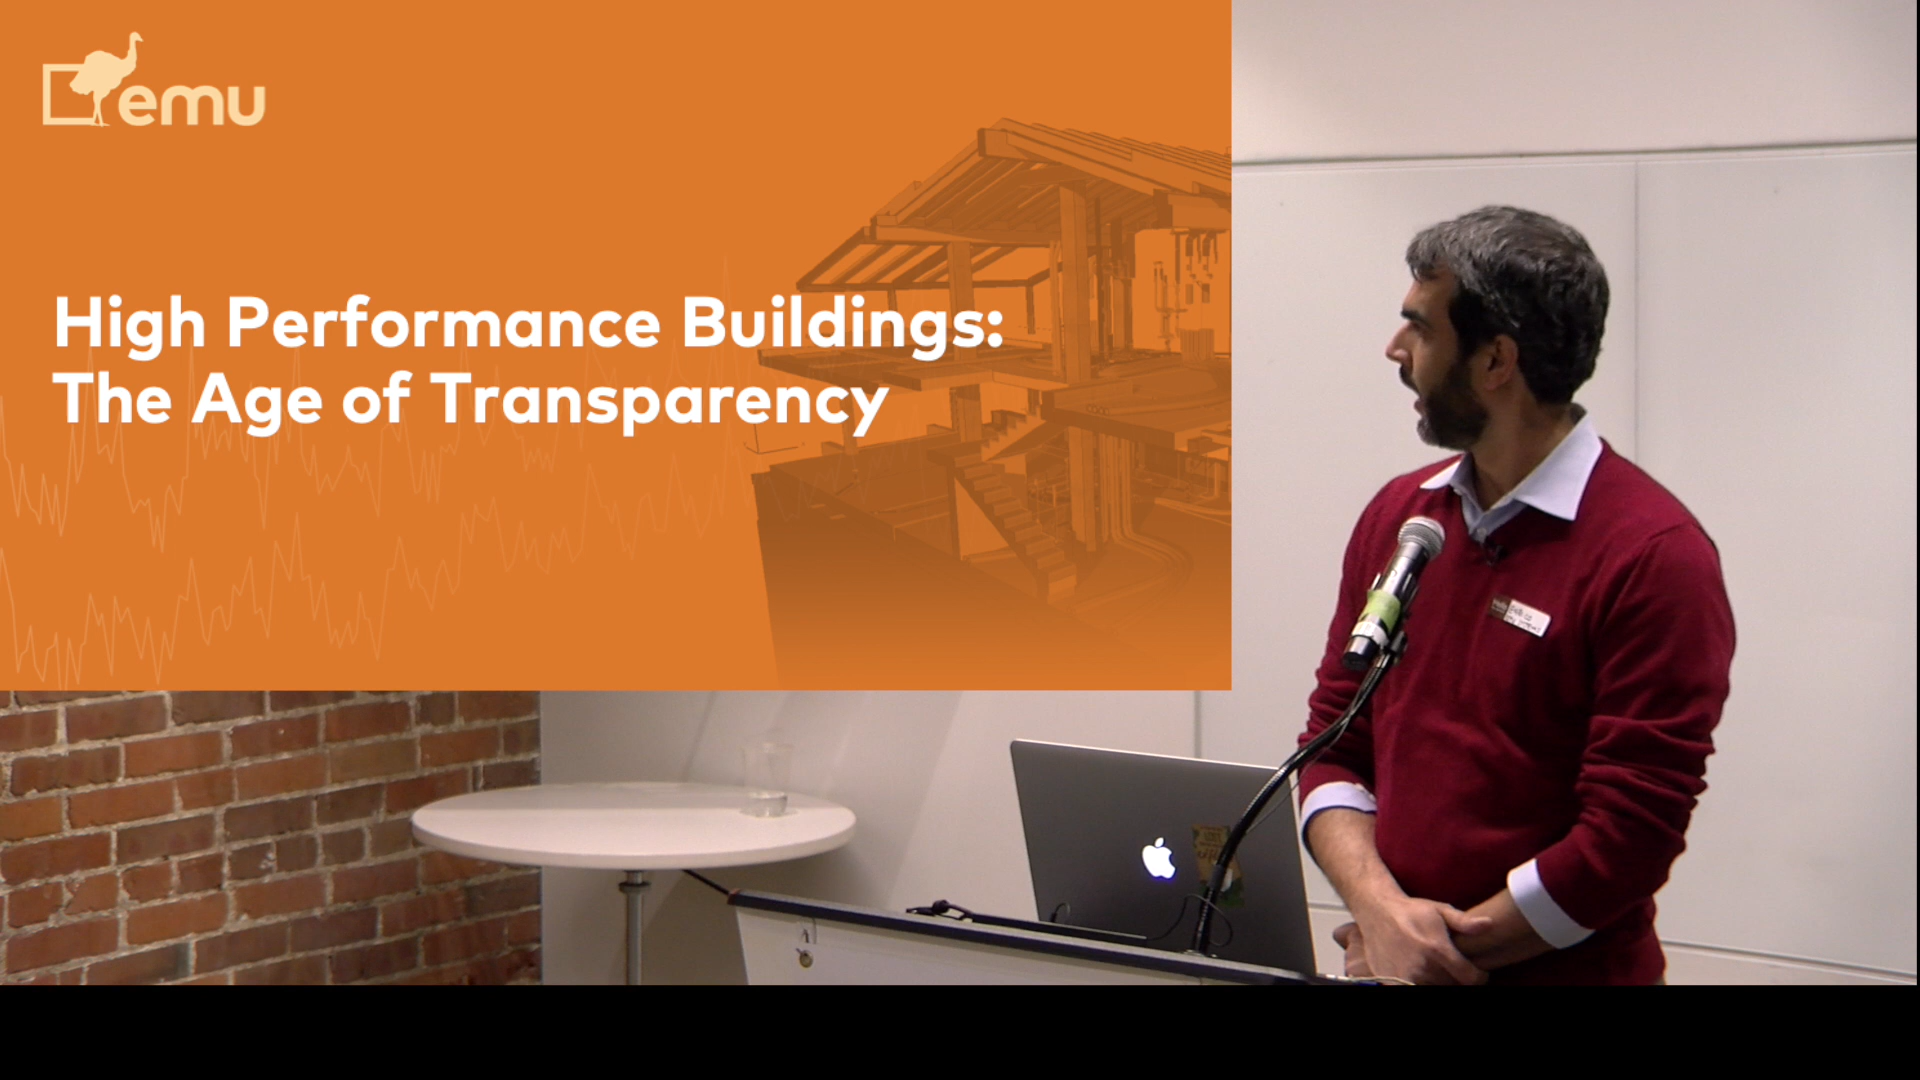 emu
High Performance Buildings:
The Age of Transparency